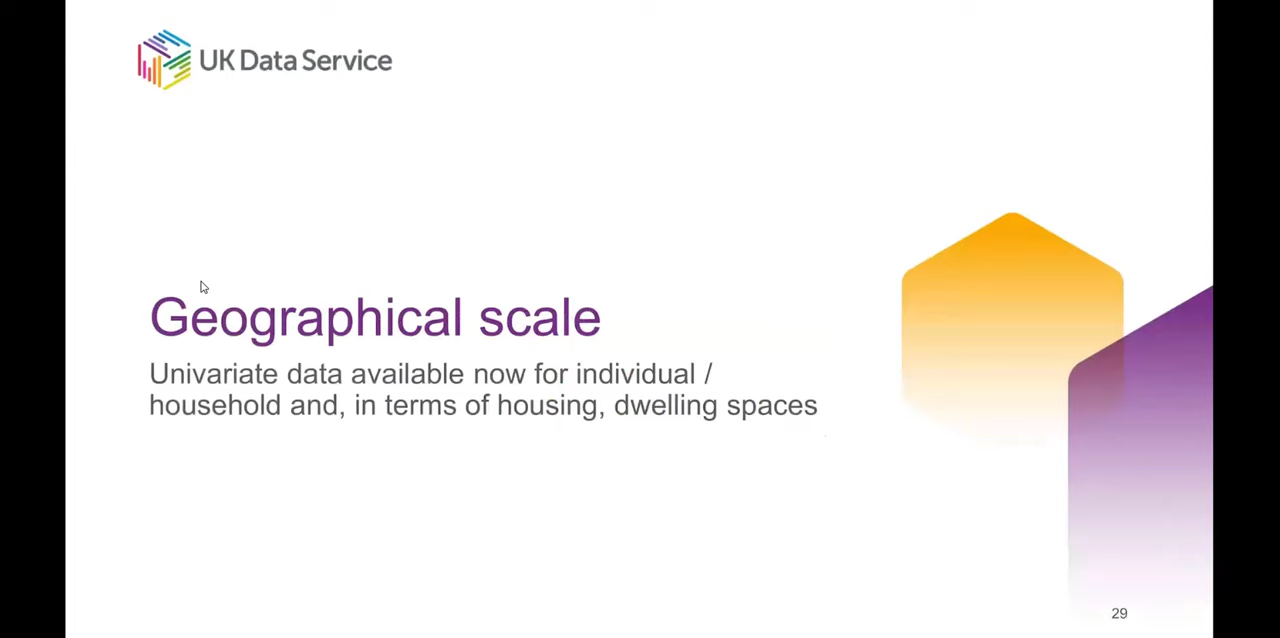 UK Data Service
Geographical scale
Univariate data available now for individual /
household and, in terms of housing, dwelling spaces
29